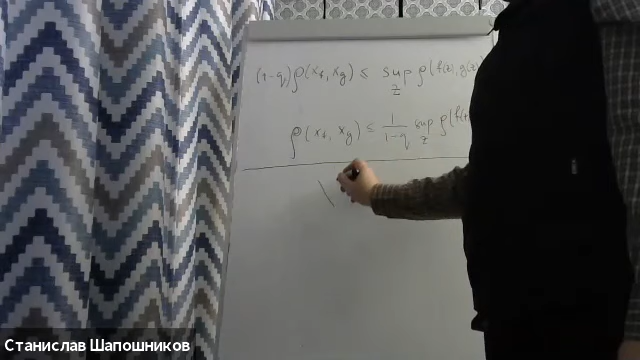 (1-q)ρ(x_f, x_g) ≤ sup_z ρ(f(z), g(z))
ρ(x_f, x_g) ≤ 1/(1-q) sup_z ρ(f(z)
Станислав Шапошников